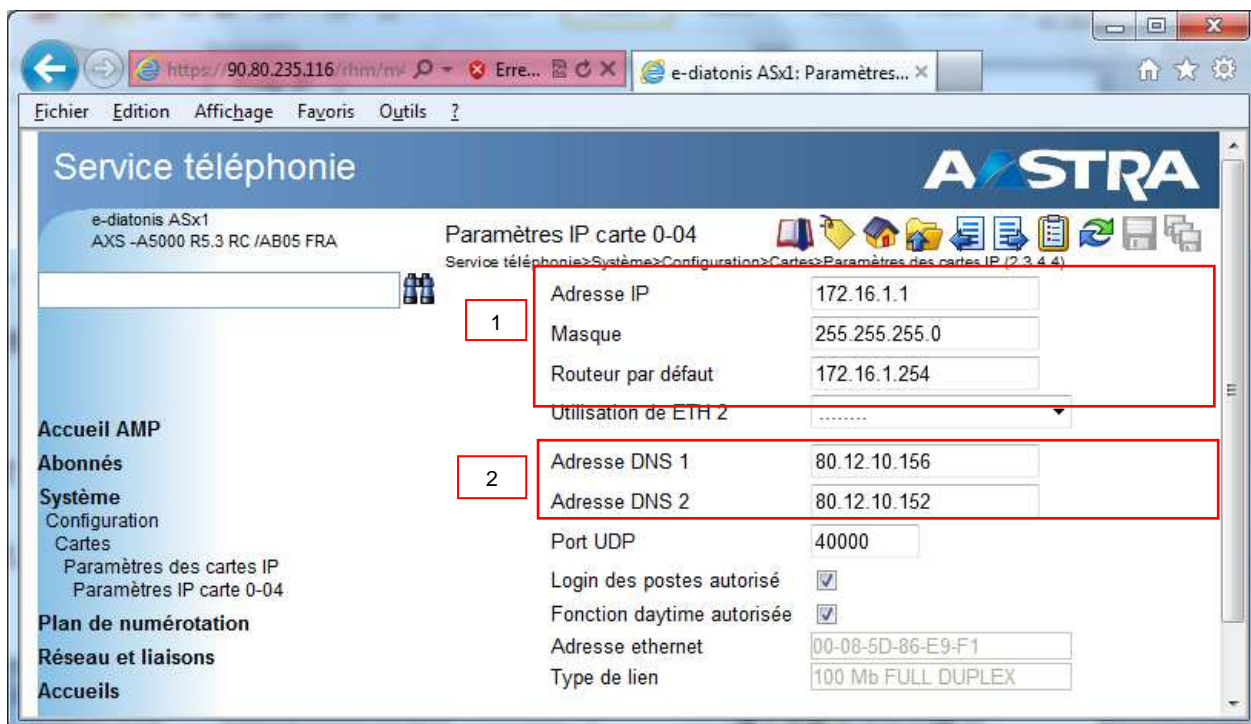 https://90.80.235.116/rhm/m
Erre...
e-diatonis ASx1: Paramètres...
Fichier Edition Affichage Favoris Outils ?
Service téléphonie
AASTRA
e-diatonis ASx1
AXS -A5000 R5.3 RC /AB05 FRA
Paramètres IP carte 0-04
Service téléphonie>Système>Configuration>Cartes>Paramètres des cartes IP (2.3.4.4)
1
Adresse IP 172.16.1.1
Masque 255.255.255.0
Routeur par défaut 172.16.1.254
Utilisation de ETH 2 ........
2
Adresse DNS 1 80.12.10.156
Adresse DNS 2 80.12.10.152
Port UDP 40000
Login des postes autorisé
Fonction daytime autorisée
Adresse ethernet 00-08-5D-86-E9-F1
Type de lien 100 Mb FULL DUPLEX
Accueil AMP
Abonnés
Système
Configuration
Cartes
Paramètres des cartes IP
Paramètres IP carte 0-04
Plan de numérotation
Réseau et liaisons
Accueils